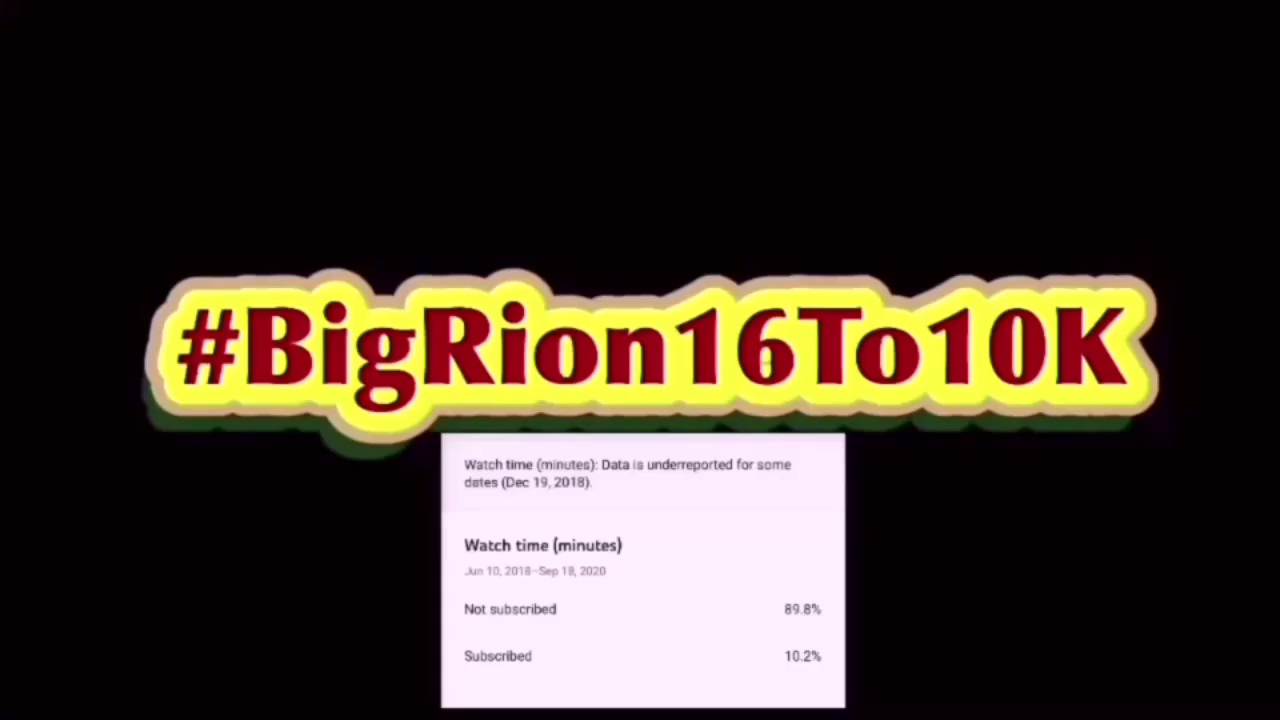 #BigRion16To10K
Watch time (minutes): Data is underreported for some
dates (Dec 19, 2018).
Watch time (minutes)
Jun 10, 2018–Sep 18, 2020
Not subscribed 89.8%
Subscribed 10.2%